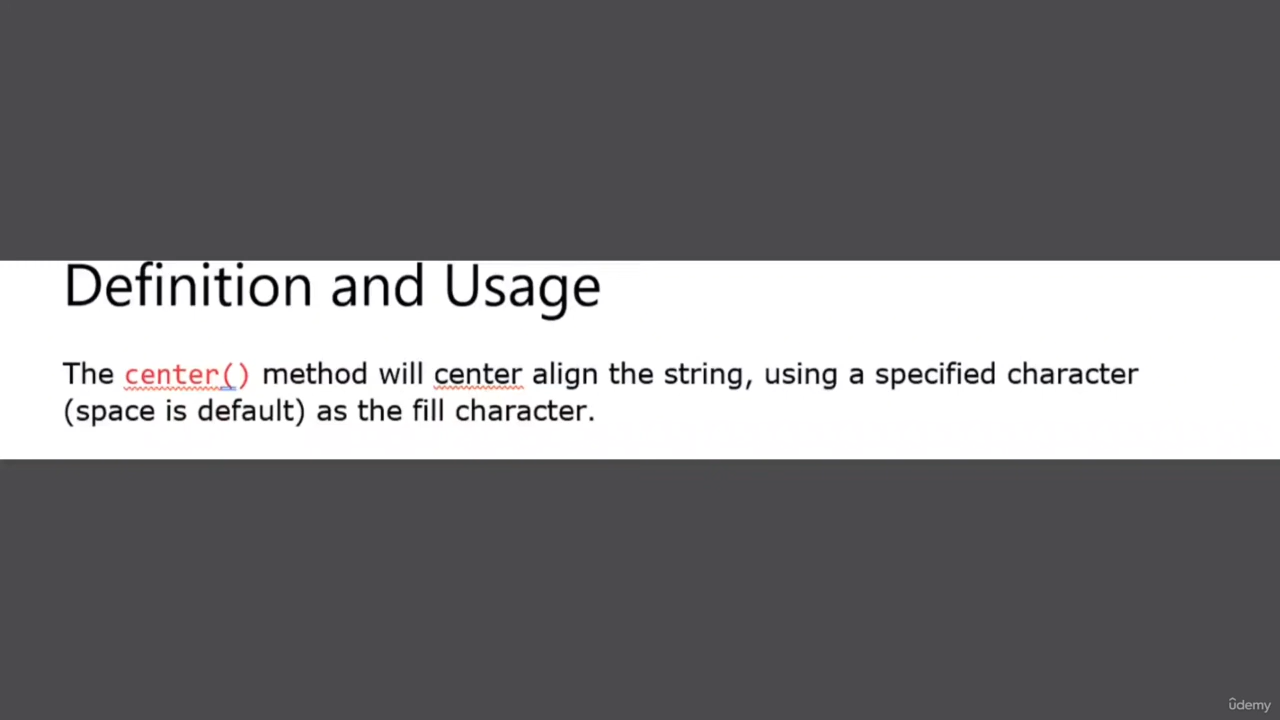 Definition and Usage
The center() method will center align the string, using a specified character
(space is default) as the fill character.
ûdemy